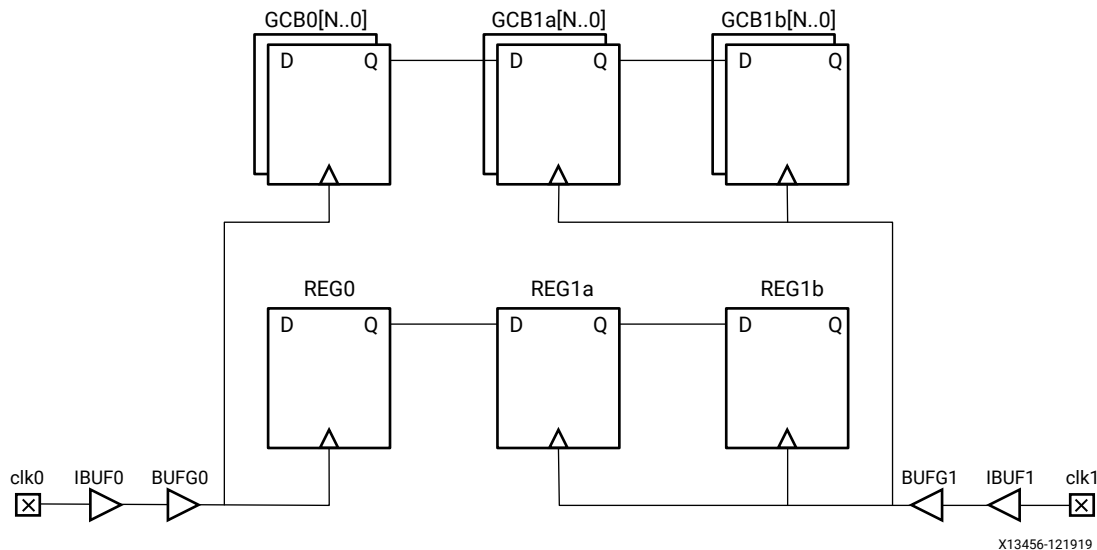 GCB0[N..0] GCB1a[N..0] GCB1b[N..0]
D Q D Q D Q
REG0 REG1a REG1b
D Q D Q D Q
clk0 IBUF0 BUFG0 BUFG1 IBUF1 clk1
X13456-121919